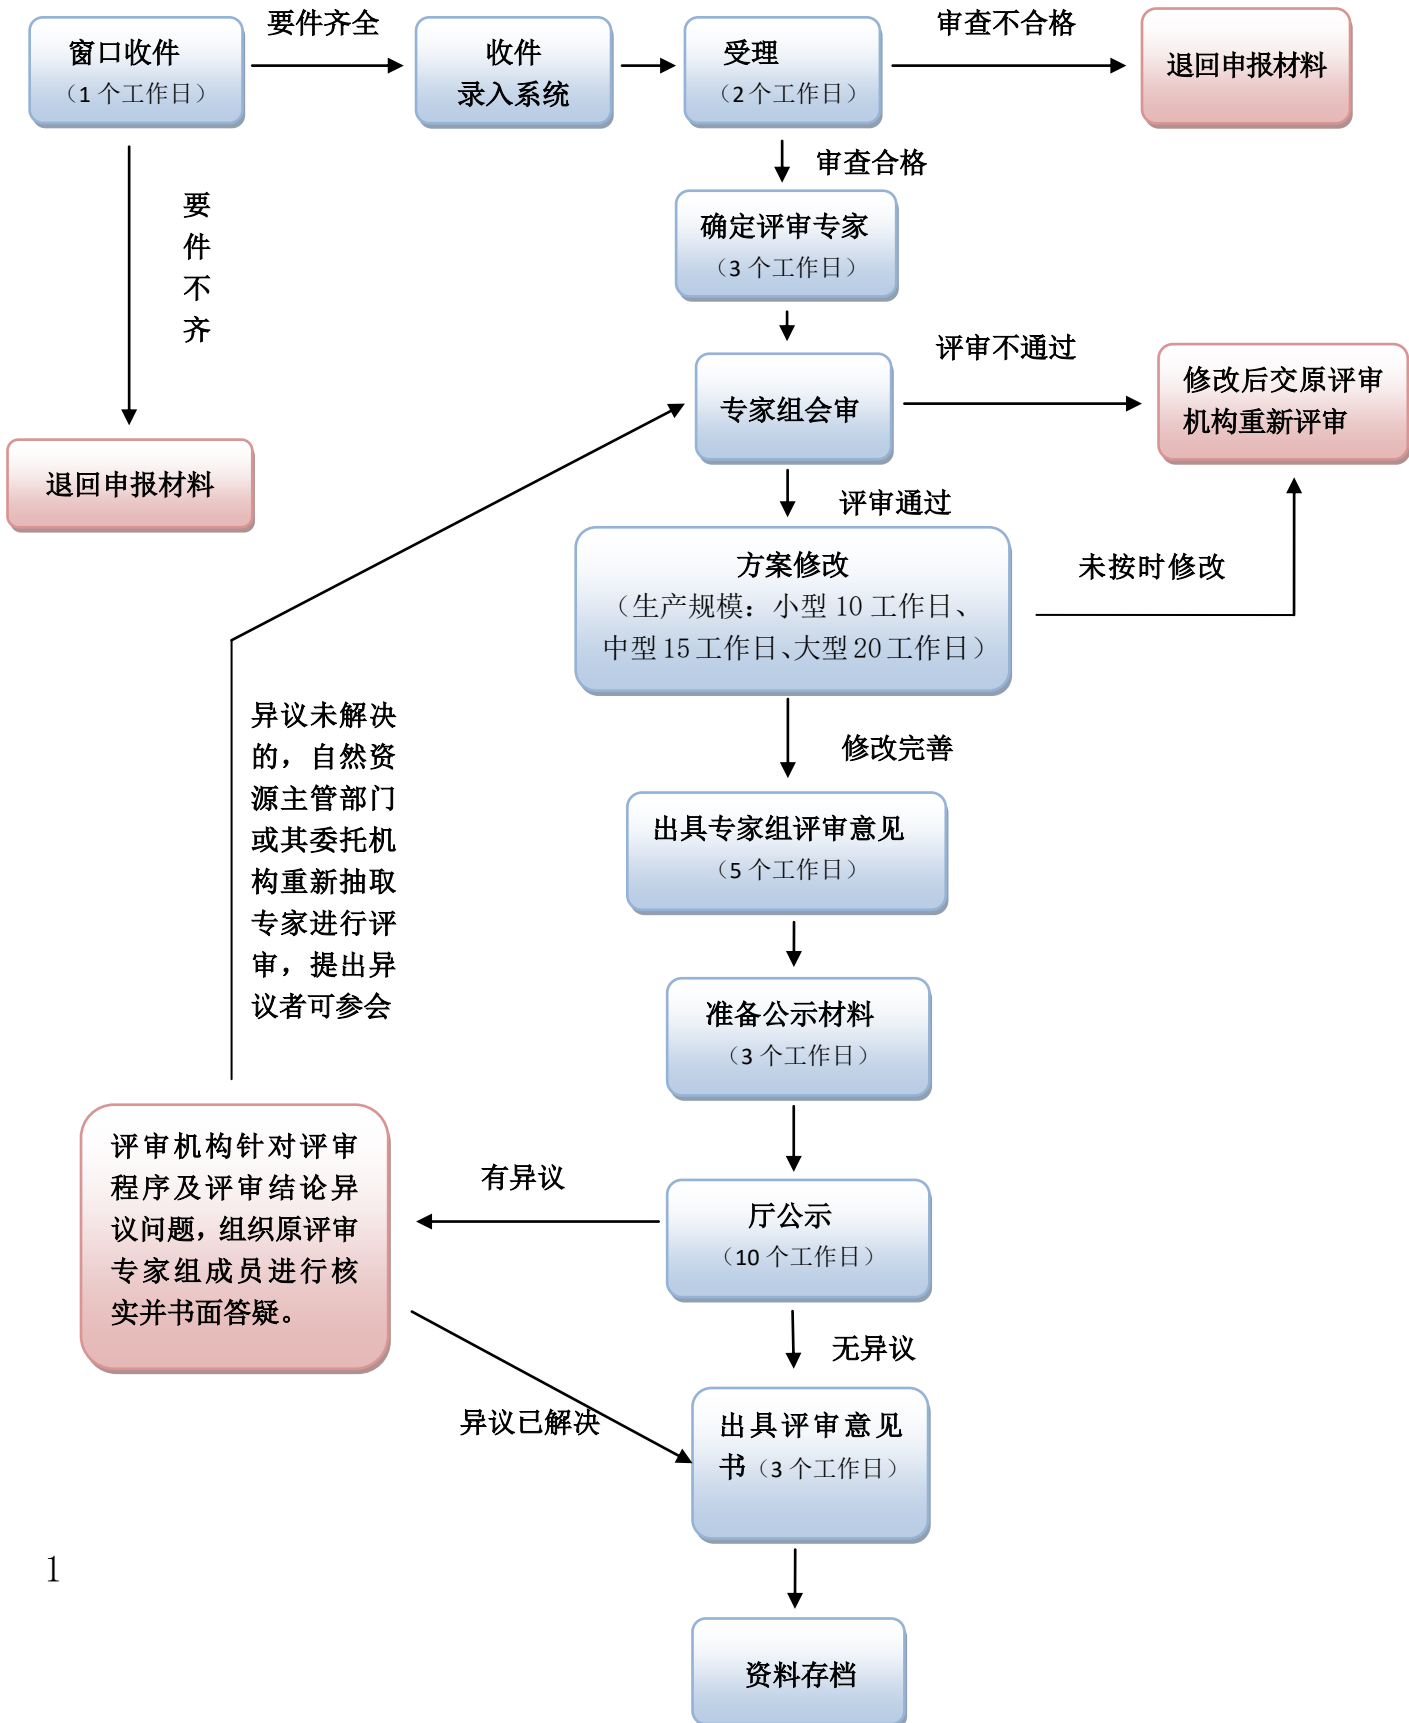 窗口收件
（1 个工作日）
要件齐全
收件
录入系统
受理
（2 个工作日）
审查不合格
退回申报材料
审查合格
要
件
不
齐
退回申报材料
确定评审专家
（3 个工作日）
专家组会审
评审不通过
修改后交原评审
机构重新评审
评审通过
方案修改
（生产规模：小型 10 工作日、
中型 15 工作日、大型 20 工作日）
未按时修改
修改完善
出具专家组评审意见
（5 个工作日）
异议未解决
的，自然资
源主管部门
或其委托机
构重新抽取
专家进行评
审，提出异
议者可参会
准备公示材料
（3 个工作日）
评审机构针对评审
程序及评审结论异
议问题，组织原评审
专家组成员进行核
实并书面答疑。
有异议
厅公示
（10 个工作日）
无异议
异议已解决
出具评审意见
书（3 个工作日）
1
资料存档